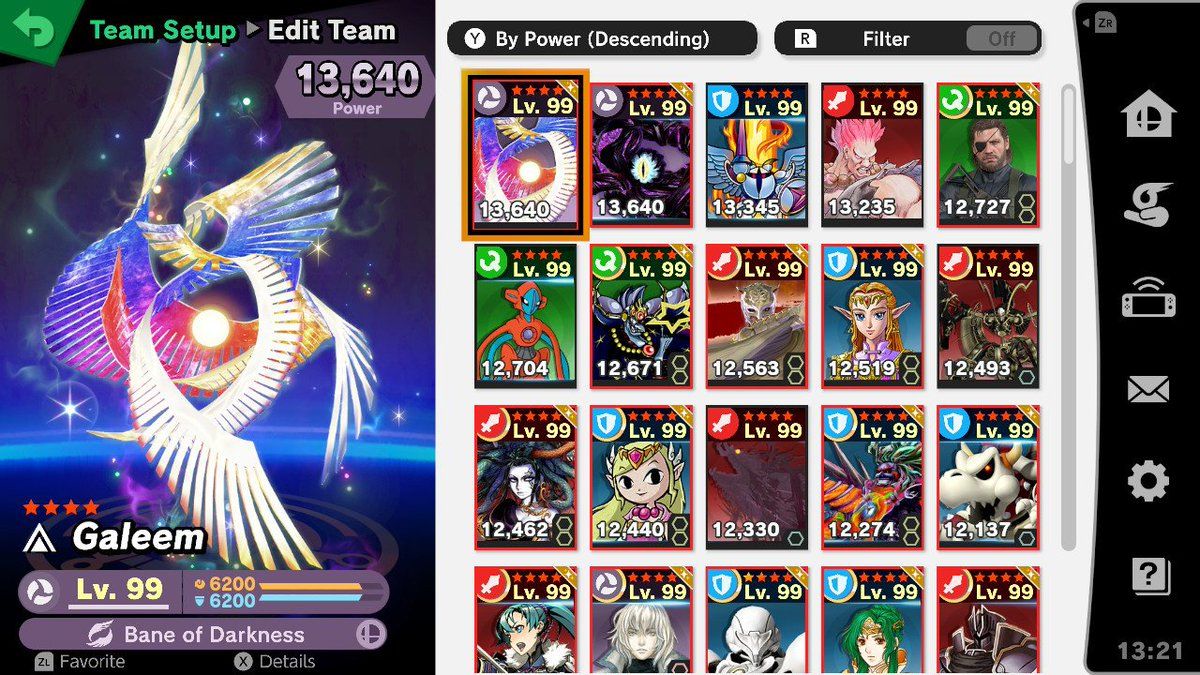 Team Setup ▶ Edit Team
13,640
Power
Galeem
Lv. 99
6200
6200
Bane of Darkness
ZL Favorite
X Details
Y By Power (Descending)
R Filter Off
ZR
Lv. 99 Lv. 99 Lv. 99 Lv. 99 Lv. 99
13,640 13,640 13,345 13,235 12,727
Lv. 99 Lv. 99 Lv. 99 Lv. 99 Lv. 99
12,704 12,671 12,563 12,519 12,493
Lv. 99 Lv. 99 Lv. 99 Lv. 99 Lv. 99
12,462 12,440 12,330 12,274 12,137
Lv. 99 Lv. 99 Lv. 99 Lv. 99 Lv. 99
?
13:21